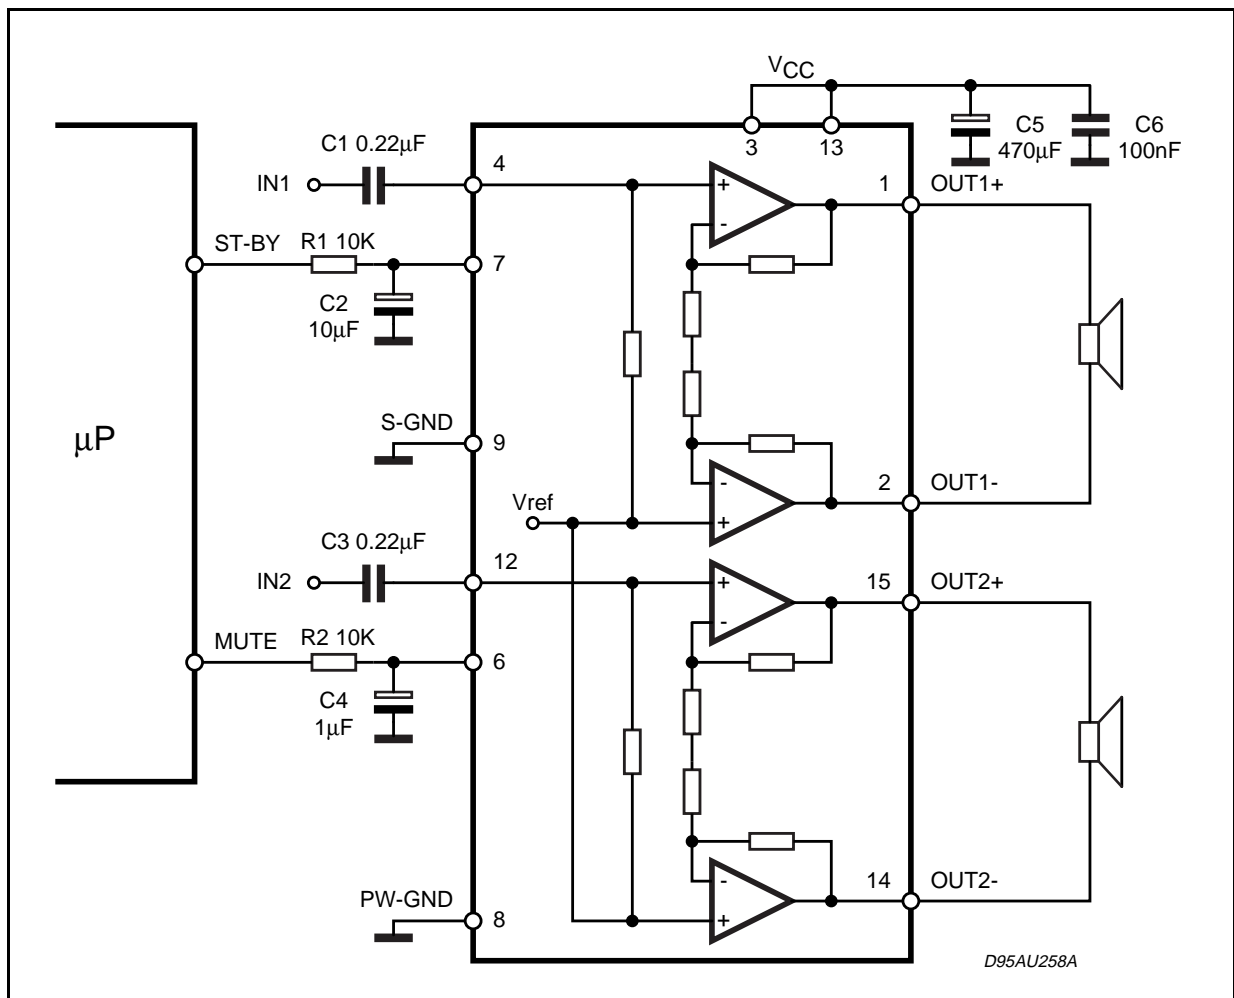 VCC
C1 0.22µF
IN1
4
3
13
C5
470µF
C6
100nF
+
-
1
OUT1+
ST-BY
R1 10K
7
C2
10µF
µP
S-GND
9
-
+
2
OUT1-
Vref
C3 0.22µF
IN2
12
+
-
15
OUT2+
MUTE
R2 10K
6
C4
1µF
-
+
14
OUT2-
PW-GND
8
D95AU258A